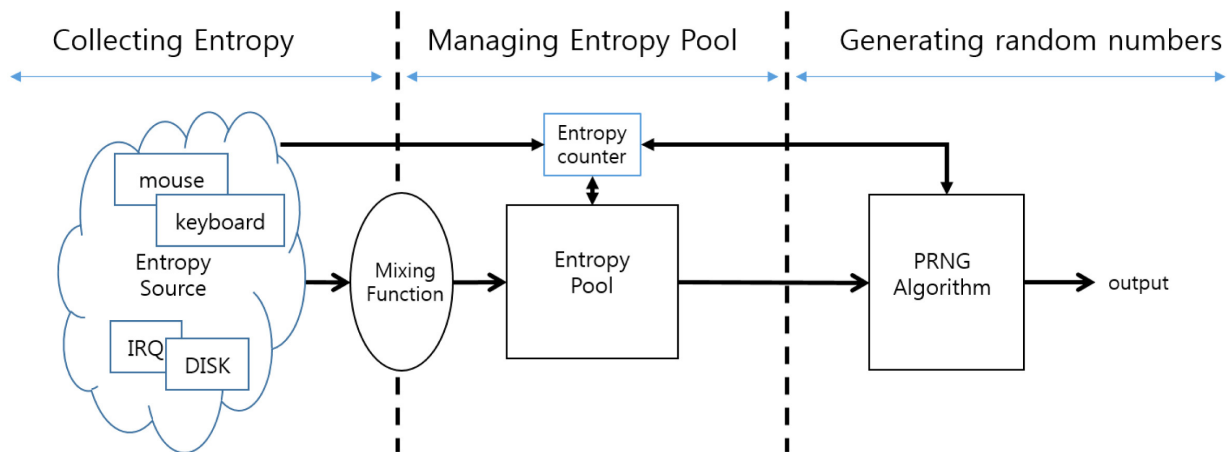 Collecting Entropy
Managing Entropy Pool
Generating random numbers
mouse
keyboard
Entropy
Source
IRQ
DISK
Mixing
Function
Entropy
counter
Entropy
Pool
PRNG
Algorithm
output